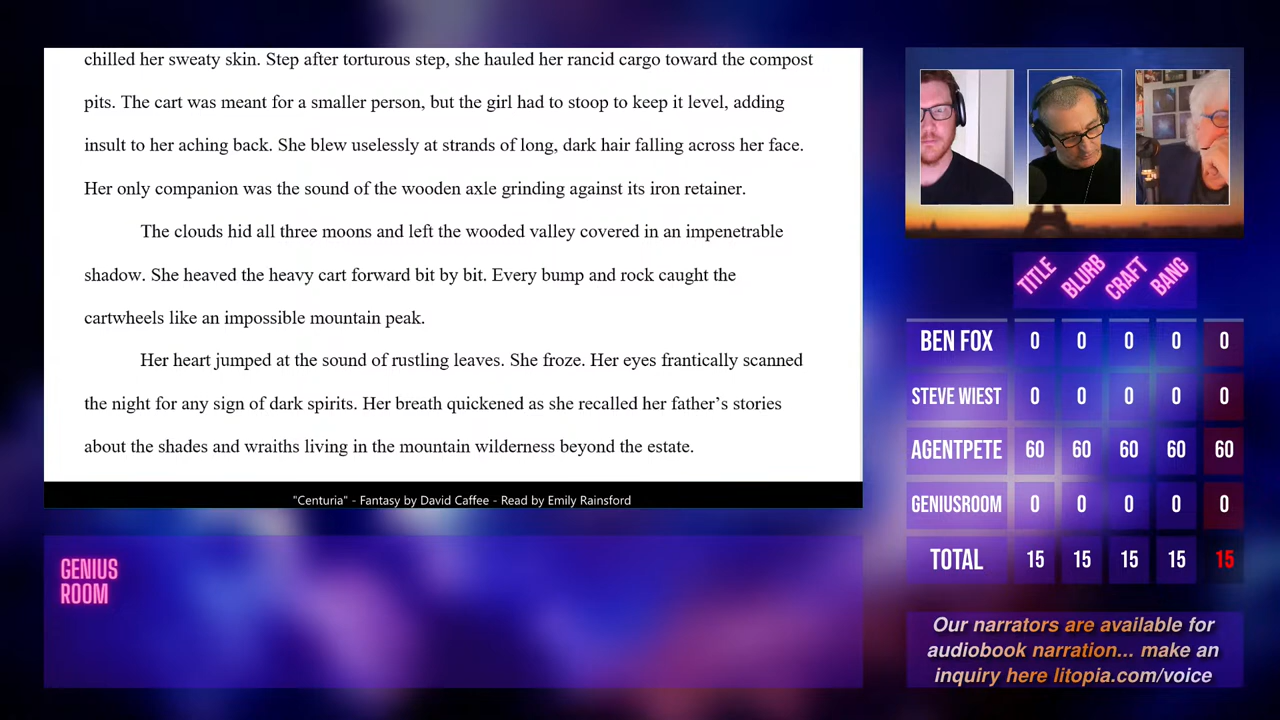 chilled her sweaty skin. Step after torturous step, she hauled her rancid cargo toward the compost
pits. The cart was meant for a smaller person, but the girl had to stoop to keep it level, adding
insult to her aching back. She blew uselessly at strands of long, dark hair falling across her face.
Her only companion was the sound of the wooden axle grinding against its iron retainer.
The clouds hid all three moons and left the wooded valley covered in an impenetrable
shadow. She heaved the heavy cart forward bit by bit. Every bump and rock caught the
cartwheels like an impossible mountain peak.
Her heart jumped at the sound of rustling leaves. She froze. Her eyes frantically scanned
the night for any sign of dark spirits. Her breath quickened as she recalled her father’s stories
about the shades and wraiths living in the mountain wilderness beyond the estate.
"Centuria" - Fantasy by David Caffee - Read by Emily Rainsford
GENIUS
ROOM
TITLE BLURB CRAFT BANG
BEN FOX 0 0 0 0 0
STEVE WIEST 0 0 0 0 0
AGENTPETE 60 60 60 60 60
GENIUSROOM 0 0 0 0 0
TOTAL 15 15 15 15 15
Our narrators are available for
audiobook narration... make an
inquiry here litopia.com/voice